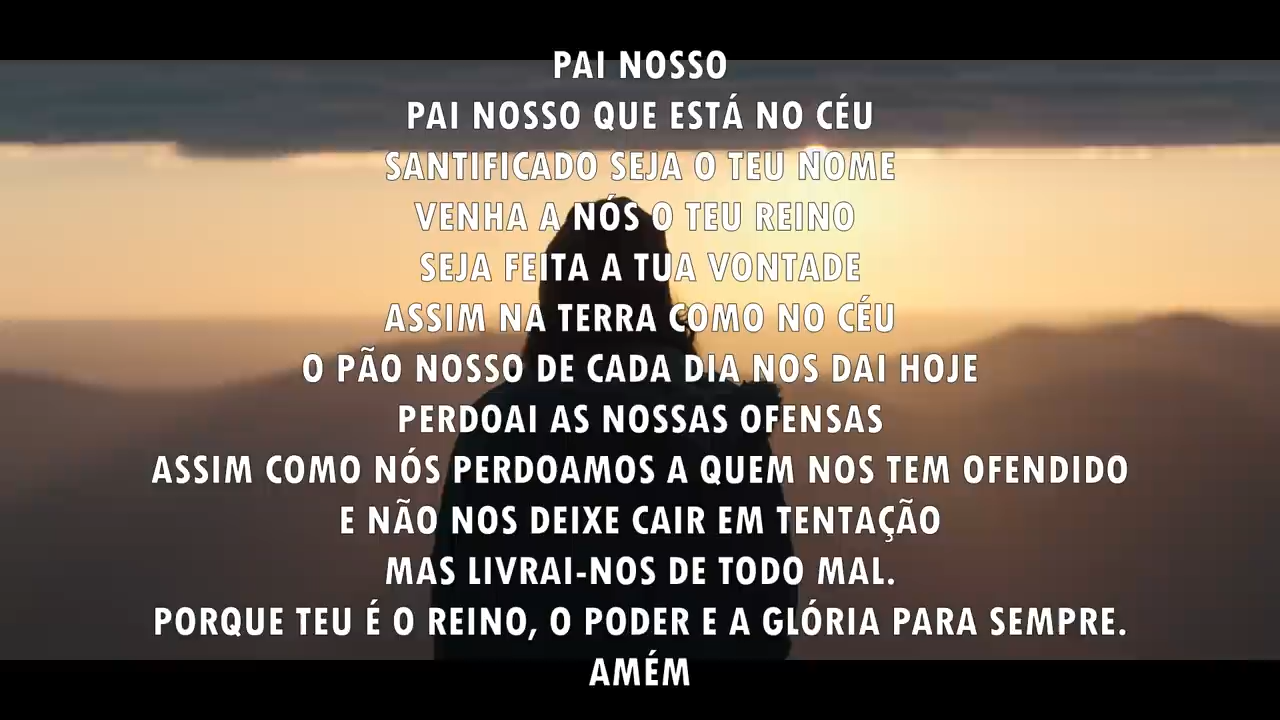 PAI NOSSO
PAI NOSSO QUE ESTÁ NO CÉU
SANTIFICADO SEJA O TEU NOME
VENHA A NÓS O TEU REINO
SEJA FEITA A TUA VONTADE
ASSIM NA TERRA COMO NO CÉU
O PÃO NOSSO DE CADA DIA NOS DAI HOJE
PERDOAI AS NOSSAS OFENSAS
ASSIM COMO NÓS PERDOAMOS A QUEM NOS TEM OFENDIDO
E NÃO NOS DEIXE CAIR EM TENTAÇÃO
MAS LIVRAI-NOS DE TODO MAL.
PORQUE TEU É O REINO, O PODER E A GLÓRIA PARA SEMPRE.
AMÉM